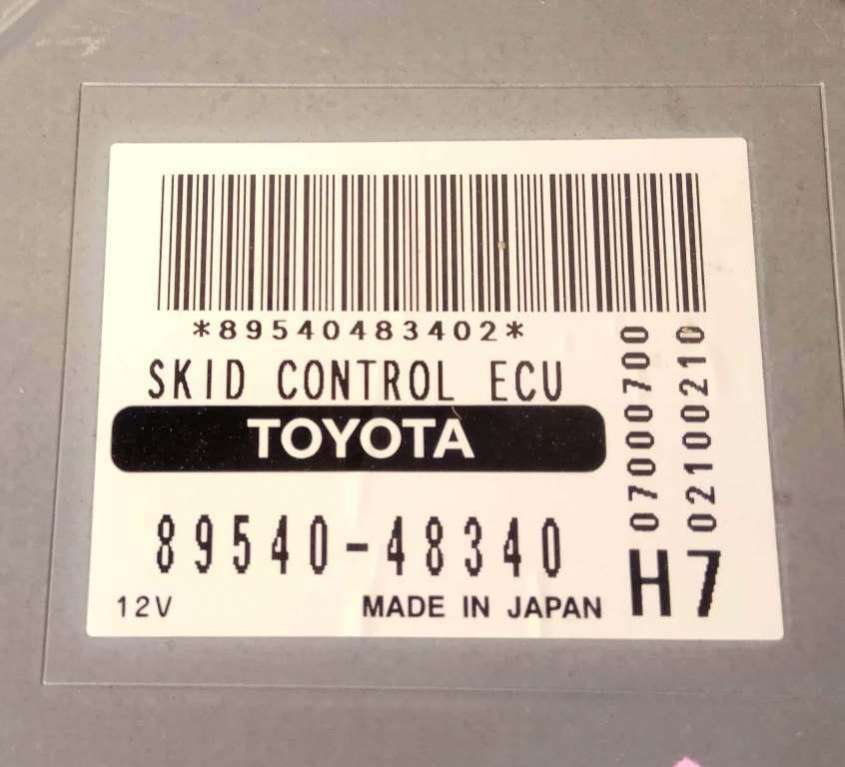 *89540483402*
SKID CONTROL ECU
TOYOTA
89540-48340
12V MADE IN JAPAN
07000700
02100210
H7